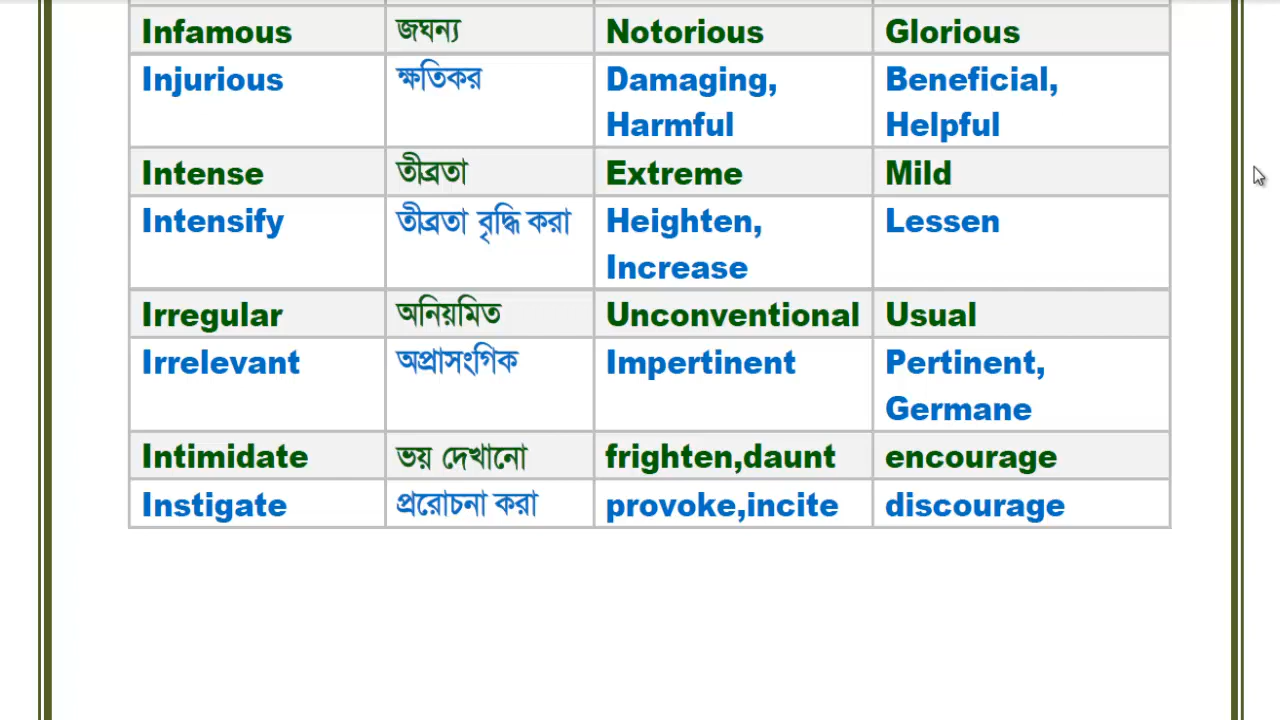 Infamous জঘন্য Notorious Glorious
Injurious ক্ষতিকর Damaging, Beneficial,
Harmful Helpful
Intense তীব্রতা Extreme Mild
Intensify তীব্রতা বৃদ্ধি করা Heighten, Lessen
Increase
Irregular অনিয়মিত Unconventional Usual
Irrelevant অপ্রাসংগিক Impertinent Pertinent,
Germane
Intimidate ভয় দেখানো frighten,daunt encourage
Instigate প্ররোচনা করা provoke,incite discourage